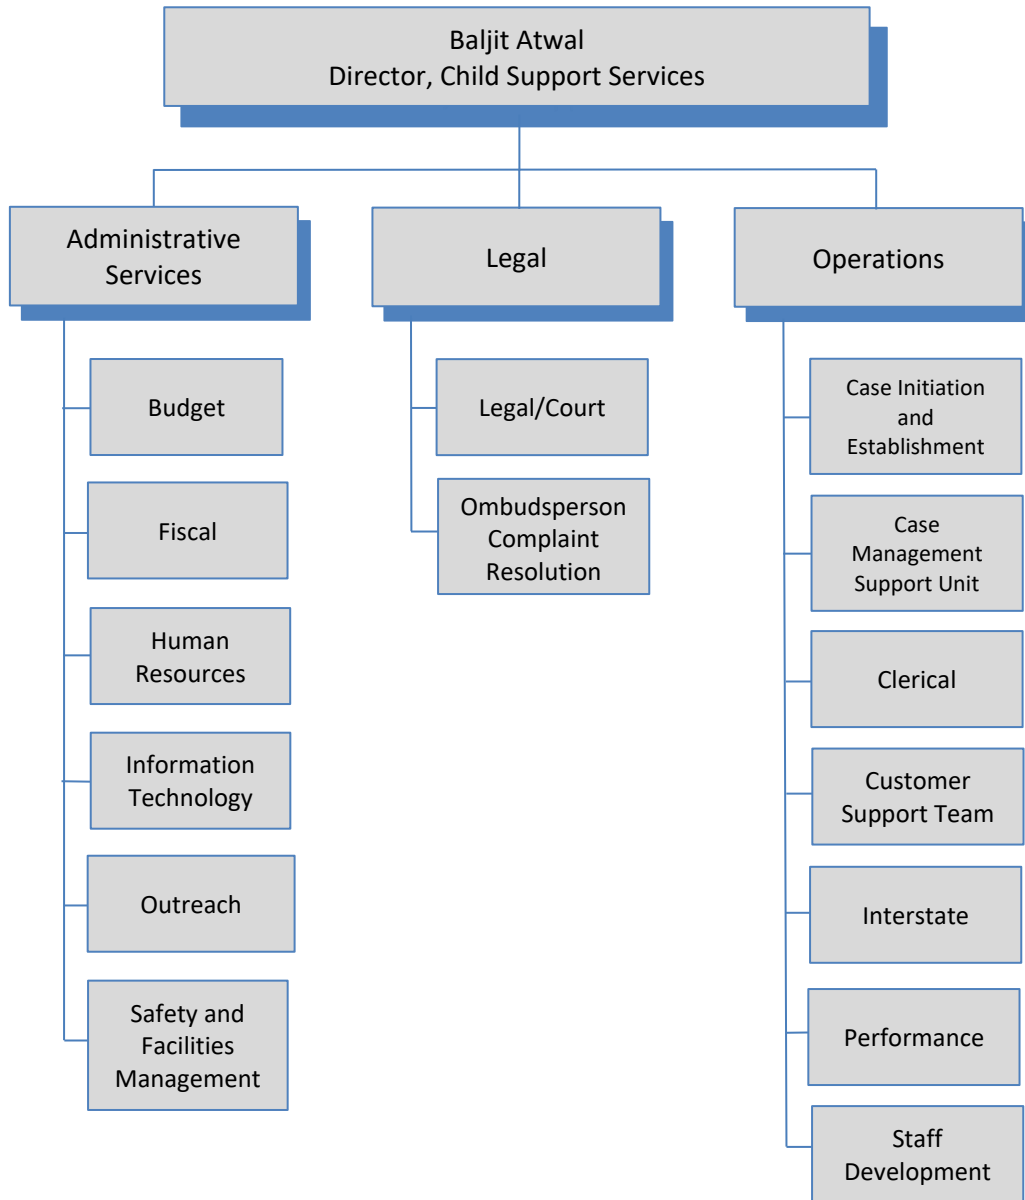 Baljit Atwal
Director, Child Support Services
Administrative
Services
Legal
Operations
Budget
Fiscal
Human
Resources
Information
Technology
Outreach
Safety and
Facilities
Management
Legal/Court
Ombudsperson
Complaint
Resolution
Case Initiation
and
Establishment
Case
Management
Support Unit
Clerical
Customer
Support Team
Interstate
Performance
Staff
Development